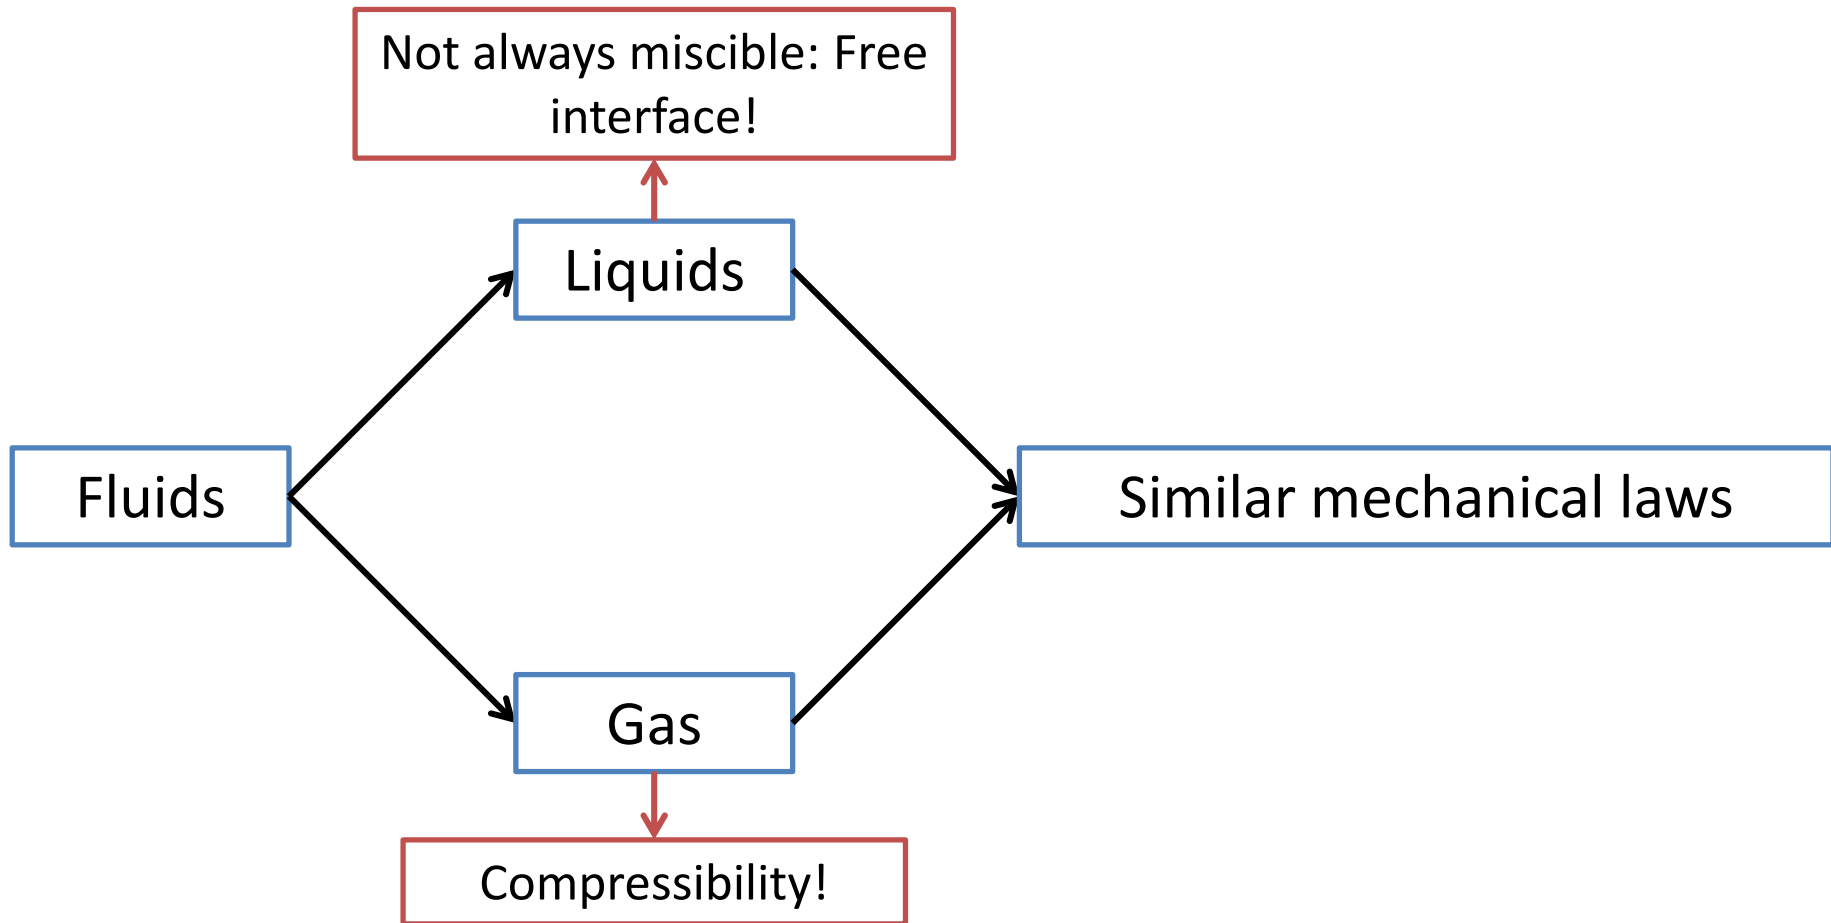 Not always miscible: Free
interface!
Liquids
Fluids
Similar mechanical laws
Gas
Compressibility!